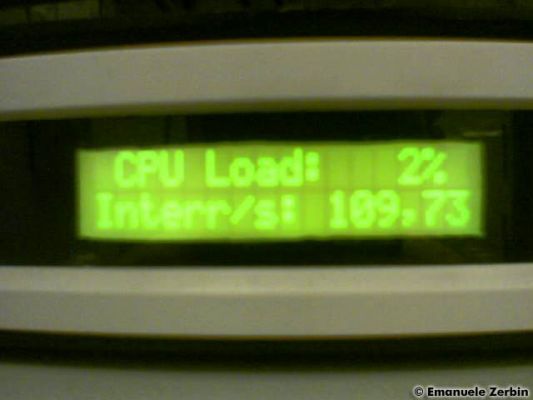 CPU Load: 2%
Interr/s: 109,73
© Emanuele Zerbin